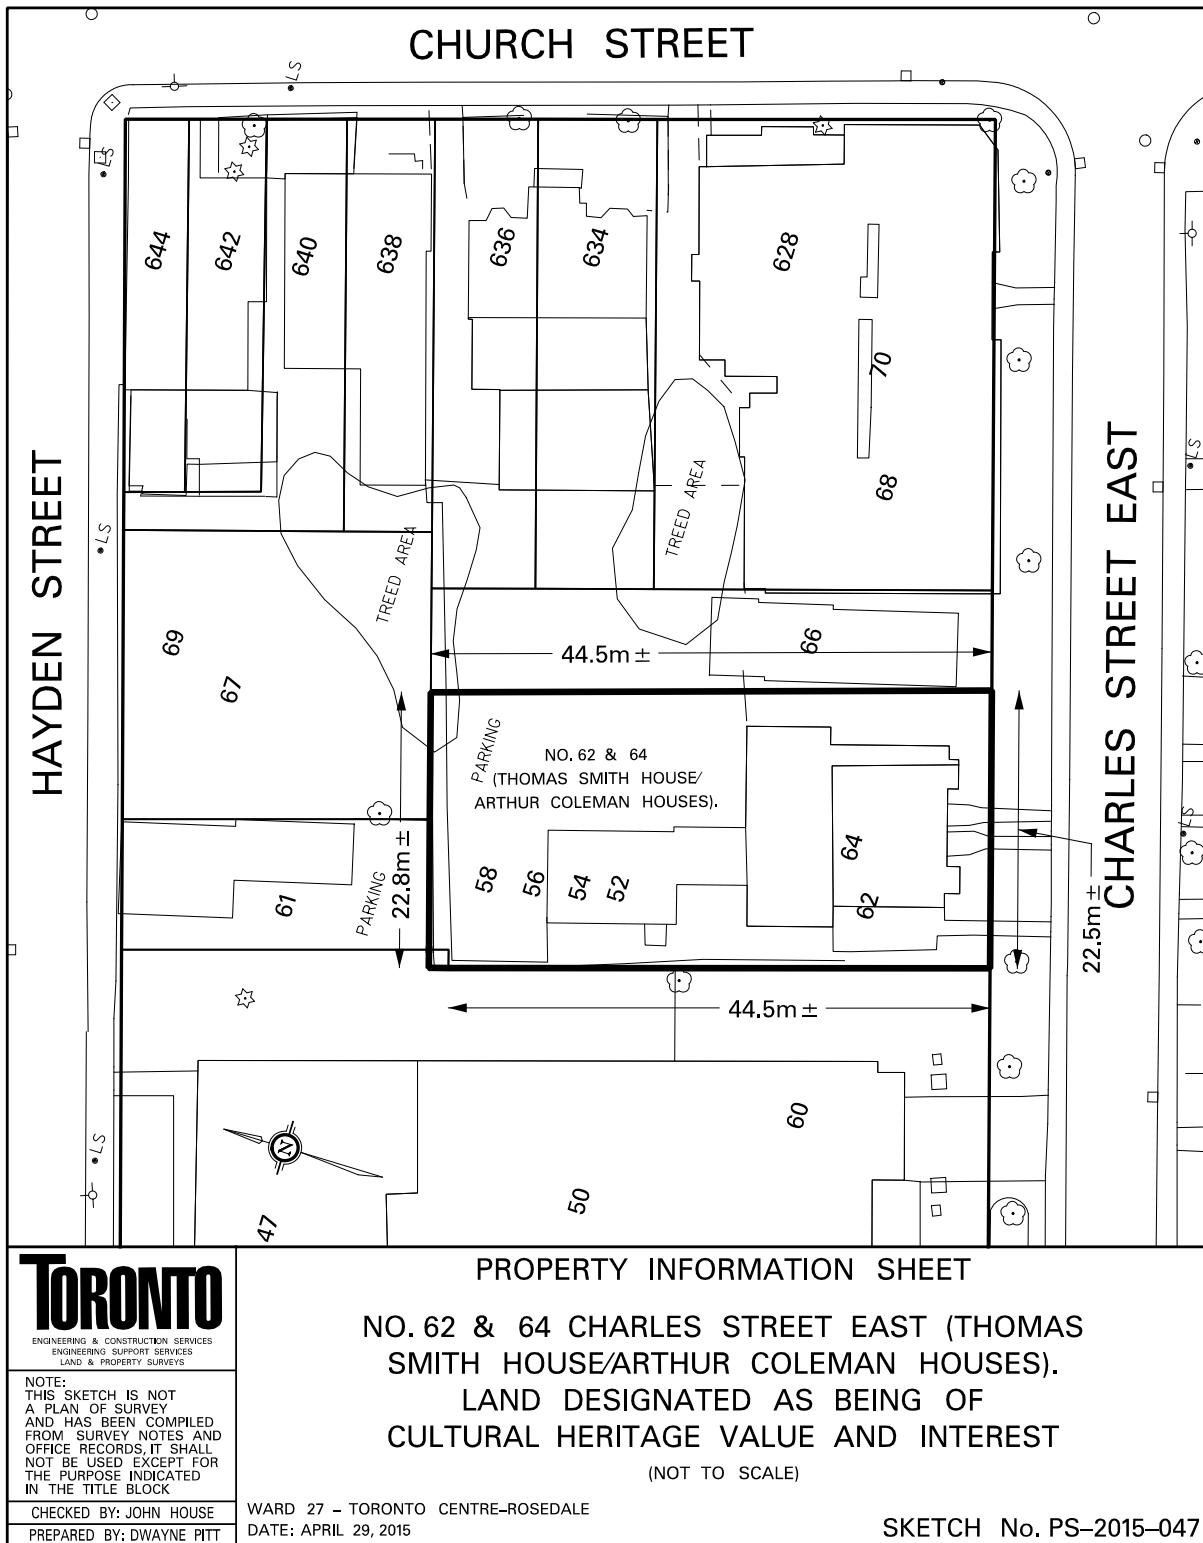 CHURCH STREET
LS
LS
644
642
640
638
636
634
628
70
68
LS
HAYDEN STREET
TREED AREA
TREED AREA
CHARLES STREET EAST
LS
69
67
66
44.5m ±
PARKING
NO. 62 & 64
(THOMAS SMITH HOUSE/
ARTHUR COLEMAN HOUSES).
LS
64
62
58
56
54
52
61
PARKING
22.8m ±
22.5m ±
44.5m ±
60
50
47
LS
N
TORONTO
ENGINEERING & CONSTRUCTION SERVICES
ENGINEERING SUPPORT SERVICES
LAND & PROPERTY SURVEYS
NOTE:
THIS SKETCH IS NOT
A PLAN OF SURVEY
AND HAS BEEN COMPILED
FROM SURVEY NOTES AND
OFFICE RECORDS, IT SHALL
NOT BE USED EXCEPT FOR
THE PURPOSE INDICATED
IN THE TITLE BLOCK
CHECKED BY: JOHN HOUSE
PREPARED BY: DWAYNE PITT
PROPERTY INFORMATION SHEET
NO. 62 & 64 CHARLES STREET EAST (THOMAS
SMITH HOUSE/ARTHUR COLEMAN HOUSES).
LAND DESIGNATED AS BEING OF
CULTURAL HERITAGE VALUE AND INTEREST
(NOT TO SCALE)
WARD 27 – TORONTO CENTRE–ROSEDALE
DATE: APRIL 29, 2015
SKETCH No. PS–2015–047